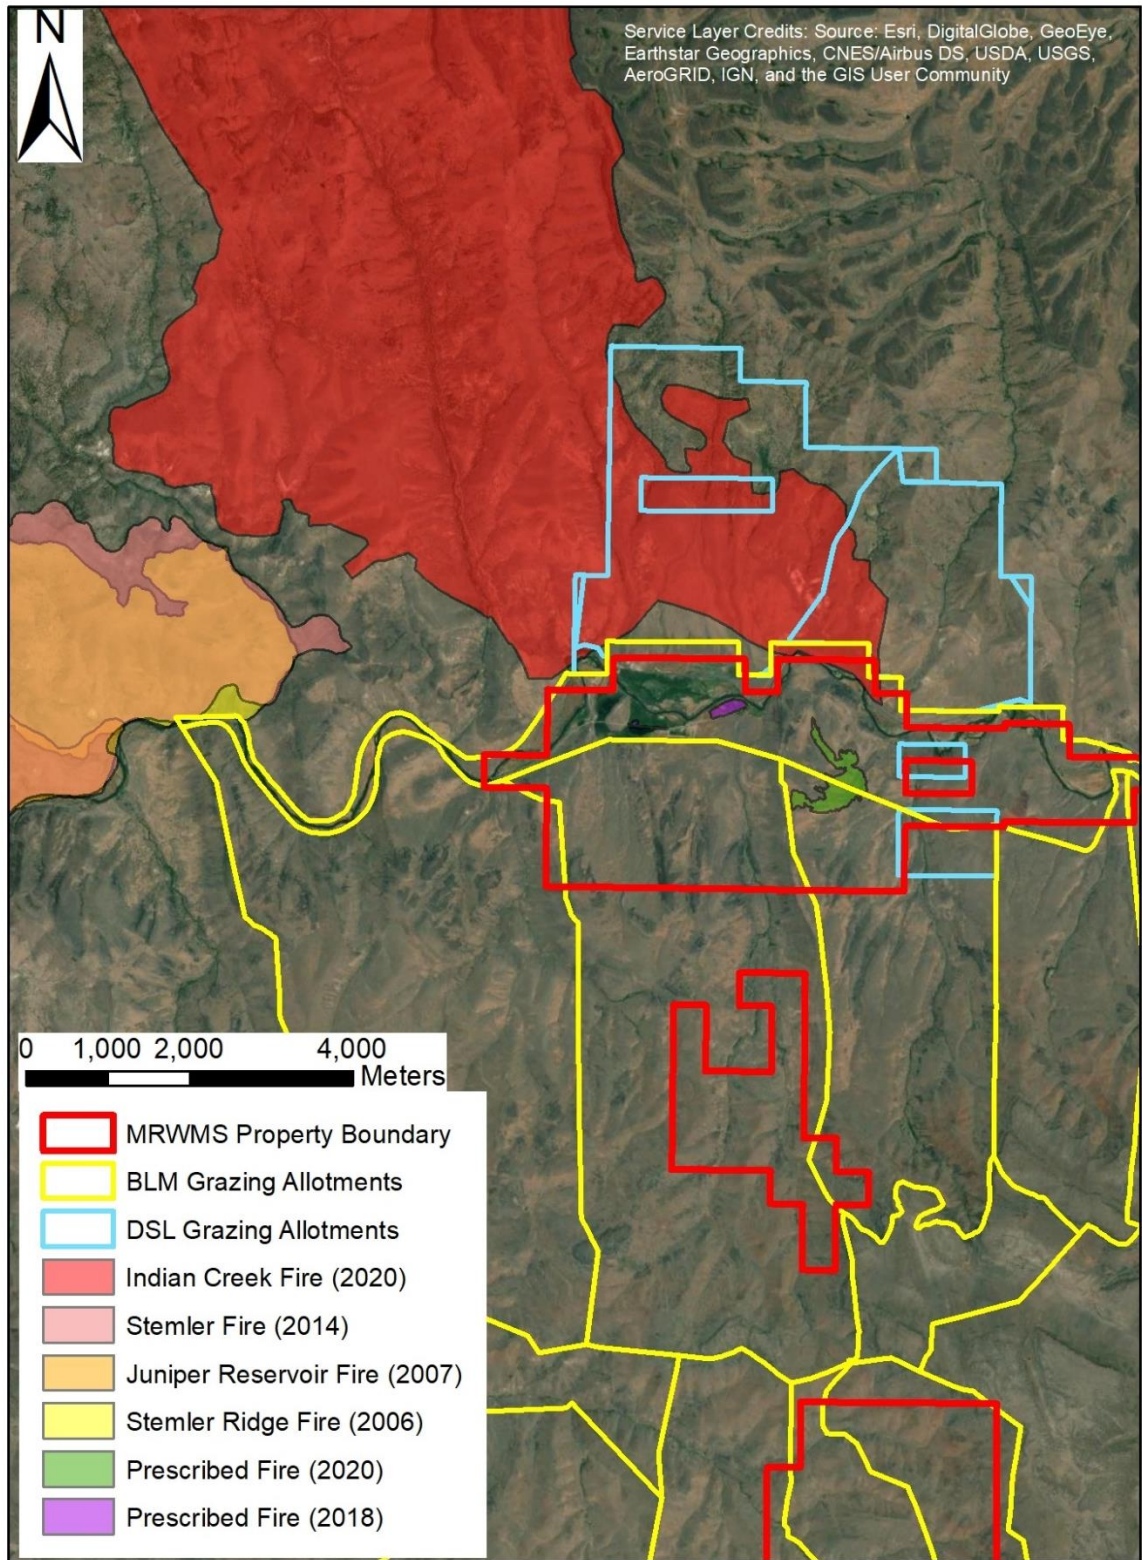 N
Service Layer Credits: Source: Esri, DigitalGlobe, GeoEye,
Earthstar Geographics, CNES/Airbus DS, USDA, USGS,
AeroGRID, IGN, and the GIS User Community
0 1,000 2,000 4,000
Meters
MRWMS Property Boundary
BLM Grazing Allotments
DSL Grazing Allotments
Indian Creek Fire (2020)
Stemler Fire (2014)
Juniper Reservoir Fire (2007)
Stemler Ridge Fire (2006)
Prescribed Fire (2020)
Prescribed Fire (2018)